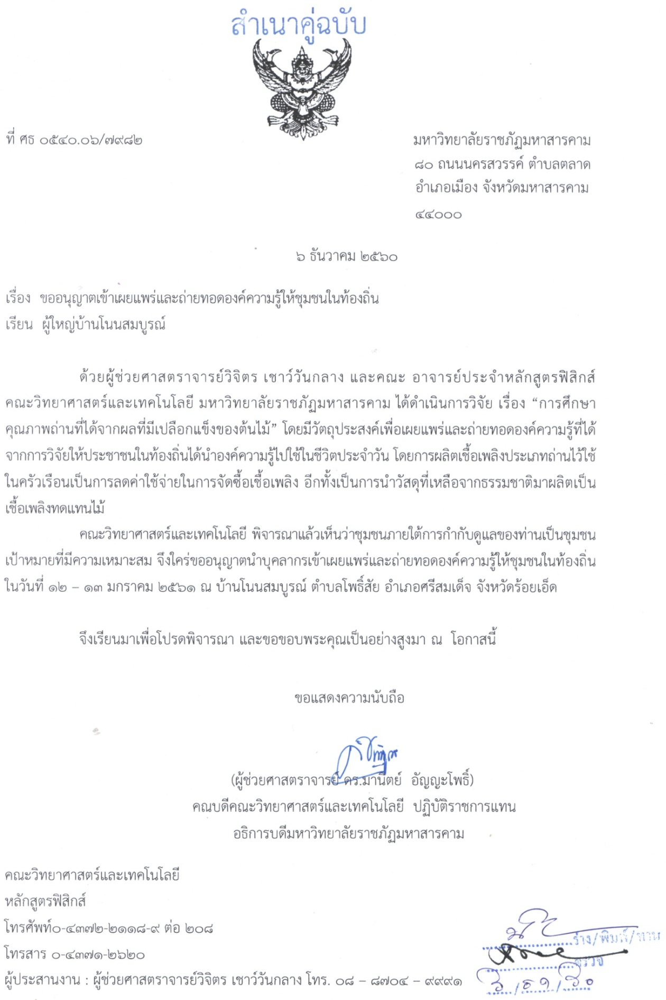 สำเนาคู่ฉบับ
ที่ ศธ ๐๕๔๐.๐๖/๗๙๘๒
มหาวิทยาลัยราชภัฏมหาสารคาม
๘๐ ถนนนครสวรรค์ ตำบลตลาด
อำเภอเมือง จังหวัดมหาสารคาม
๔๔๐๐๐
๖ ธันวาคม ๒๕๖๐
เรื่อง ขออนุญาตเข้าเผยแพร่และถ่ายทอดองค์ความรู้ให้ชุมชนในท้องถิ่น
เรียน ผู้ใหญ่บ้านโนนสมบูรณ์
ด้วยผู้ช่วยศาสตราจารย์วิจิตร เชาว์วันกลาง และคณะ อาจารย์ประจำหลักสูตรฟิสิกส์
คณะวิทยาศาสตร์และเทคโนโลยี มหาวิทยาลัยราชภัฏมหาสารคาม ได้ดำเนินการวิจัย เรื่อง “การศึกษา
คุณภาพถ่านที่ได้จากผลที่มีเปลือกแข็งของต้นไม้” โดยมีวัตถุประสงค์เพื่อเผยแพร่และถ่ายทอดองค์ความรู้ที่ได้
จากการวิจัยให้ประชาชนในท้องถิ่นได้นำองค์ความรู้ไปใช้ในชีวิตประจำวัน โดยการผลิตเชื้อเพลิงประเภทถ่านไว้ใช้
ในครัวเรือนเป็นการลดค่าใช้จ่ายในการจัดซื้อเชื้อเพลิง อีกทั้งเป็นการนำวัสดุที่เหลือจากธรรมชาติมาผลิตเป็น
เชื้อเพลิงทดแทนไม้
คณะวิทยาศาสตร์และเทคโนโลยี พิจารณาแล้วเห็นว่าชุมชนภายใต้การกำกับดูแลของท่านเป็นชุมชน
เป้าหมายที่มีความเหมาะสม จึงใคร่ขออนุญาตนำบุคลากรเข้าเผยแพร่และถ่ายทอดองค์ความรู้ให้ชุมชนในท้องถิ่น
ในวันที่ ๑๒ – ๑๓ มกราคม ๒๕๖๑ ณ บ้านโนนสมบูรณ์ ตำบลโพธิ์สัย อำเภอศรีสมเด็จ จังหวัดร้อยเอ็ด
จึงเรียนมาเพื่อโปรดพิจารณา และขอขอบพระคุณเป็นอย่างสูงมา ณ โอกาสนี้
ขอแสดงความนับถือ
(ผู้ช่วยศาสตราจารย์ ดร.มานิตย์ อัญญะโพธิ์)
คณบดีคณะวิทยาศาสตร์และเทคโนโลยี ปฏิบัติราชการแทน
อธิการบดีมหาวิทยาลัยราชภัฏมหาสารคาม
คณะวิทยาศาสตร์และเทคโนโลยี
หลักสูตรฟิสิกส์
โทรศัพท์๐-๔๓๗๒-๒๑๑๘-๙ ต่อ ๒๐๘
โทรสาร ๐-๔๓๗๑-๒๖๒๐
ผู้ประสานงาน : ผู้ช่วยศาสตราจารย์วิจิตร เชาว์วันกลาง โทร. ๐๘ – ๘๗๐๔ – ๙๙๙๑
ร่าง/พิมพ์/ทาน
ตรวจ